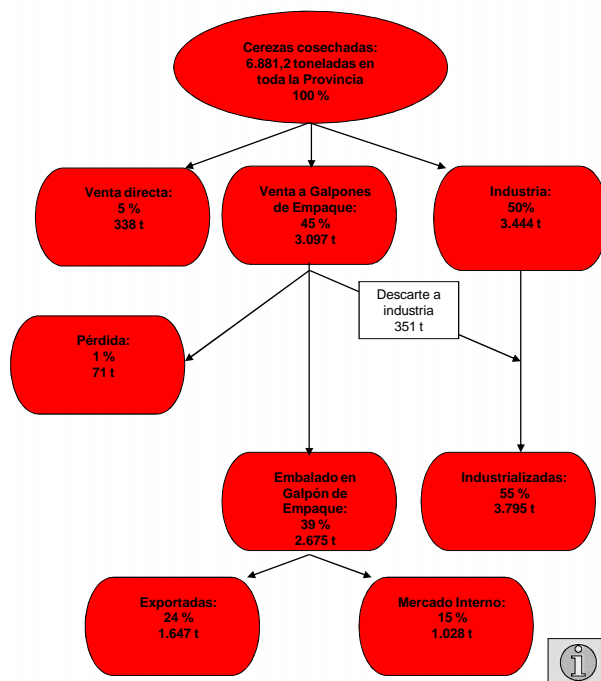 Cerezas cosechadas:
6.881,2 toneladas en
toda la Provincia
100 %
Venta directa:
5 %
338 t
Venta a Galpones
de Empaque:
45 %
3.097 t
Industria:
50%
3.444 t
Descarte a
industria
351 t
Pérdida:
1 %
71 t
Embalado en
Galpón de
Empaque:
39 %
2.675 t
Industrializadas:
55 %
3.795 t
Exportadas:
24 %
1.647 t
Mercado Interno:
15 %
1.028 t